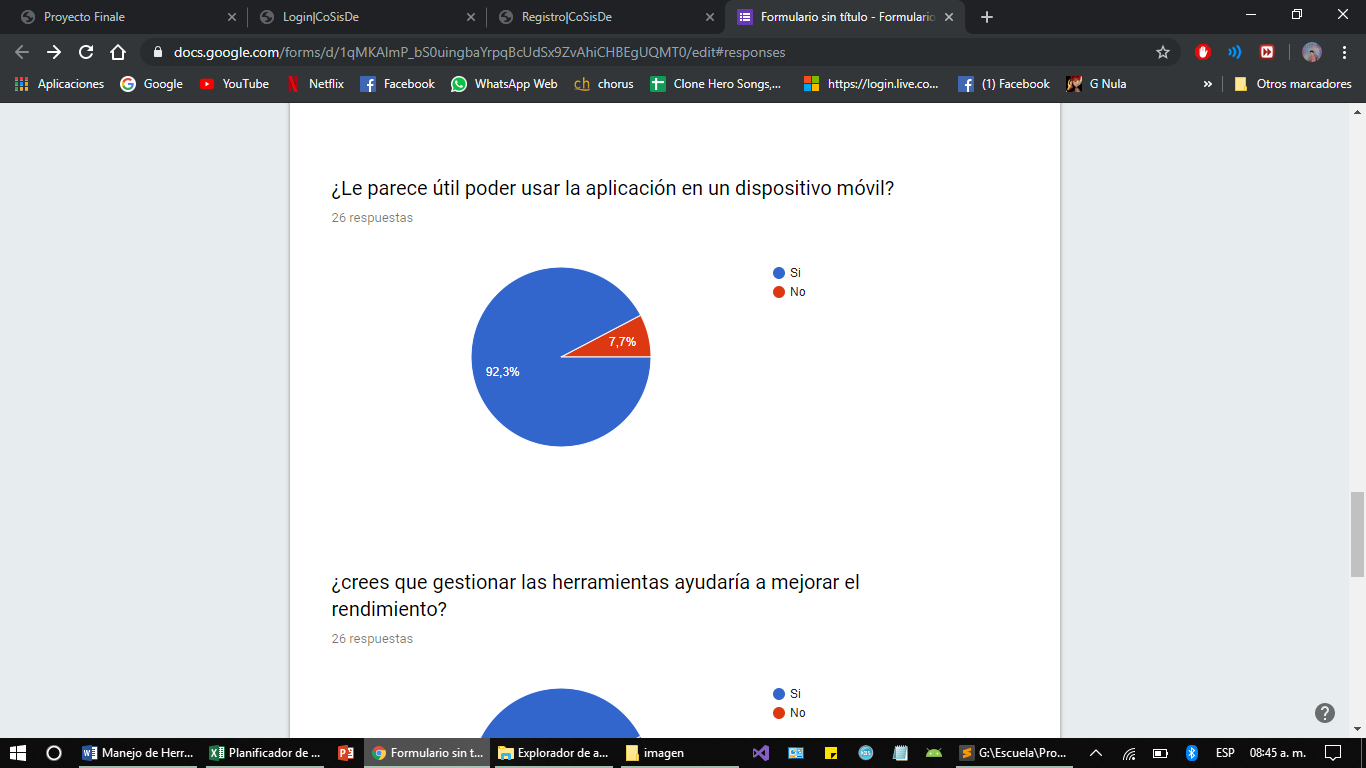 Proyecto Finale
Login|CoSisDe
Registro|CoSisDe
Formulario sin título - Formulario
docs.google.com/forms/d/1qMKAlmP_bS0uingbaYrpqBcUdSx9ZvAhiCHBEgUQMT0/edit#responses
Aplicaciones
Google
YouTube
Netflix
Facebook
WhatsApp Web
ch chorus
Clone Hero Songs,...
https://login.live.co...
(1) Facebook
G Nula
»
Otros marcadores
¿Le parece útil poder usar la aplicación en un dispositivo móvil?
26 respuestas
Si
No
7,7%
92,3%
¿crees que gestionar las herramientas ayudaría a mejorar el
rendimiento?
26 respuestas
Si
No
Manejo de Herr...
Planificador de ...
Formulario sin t...
Explorador de a...
imagen
G:\Escuela\Pro...
ESP
08:45 a. m.